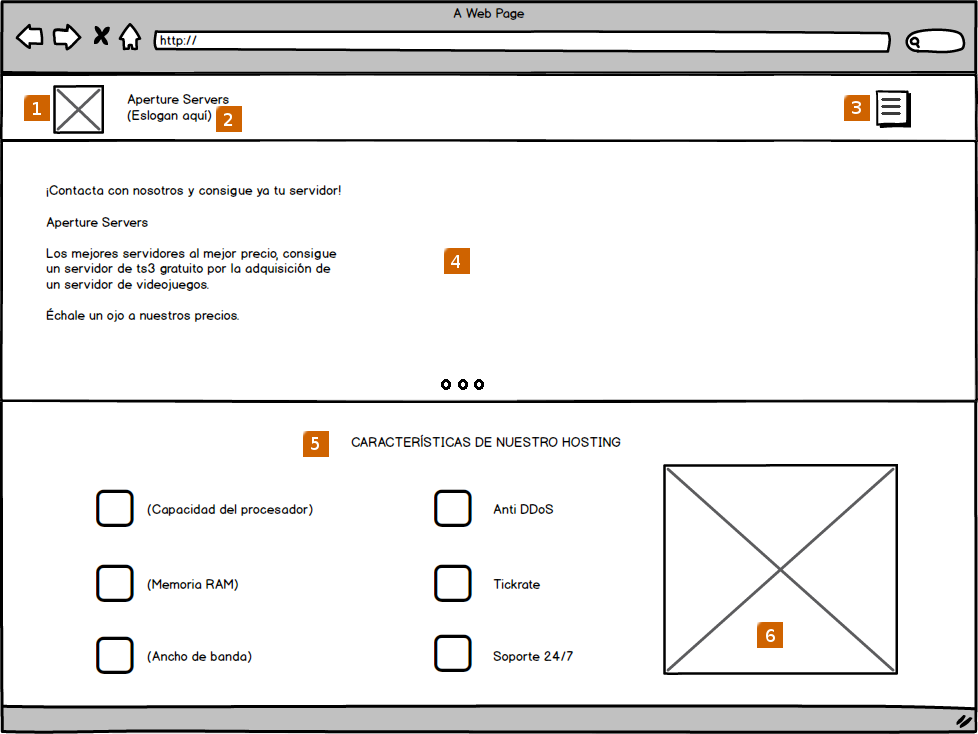 A Web Page
http://
1
Aperture Servers
(Eslogan aquí)
2
3
¡Contacta con nosotros y consigue ya tu servidor!
Aperture Servers
Los mejores servidores al mejor precio, consigue
un servidor de ts3 gratuito por la adquisición de
un servidor de videojuegos.
Échale un ojo a nuestros precios.
4
5
CARACTERÍSTICAS DE NUESTRO HOSTING
(Capacidad del procesador)
Anti DDoS
(Memoria RAM)
Tickrate
(Ancho de banda)
Soporte 24/7
6